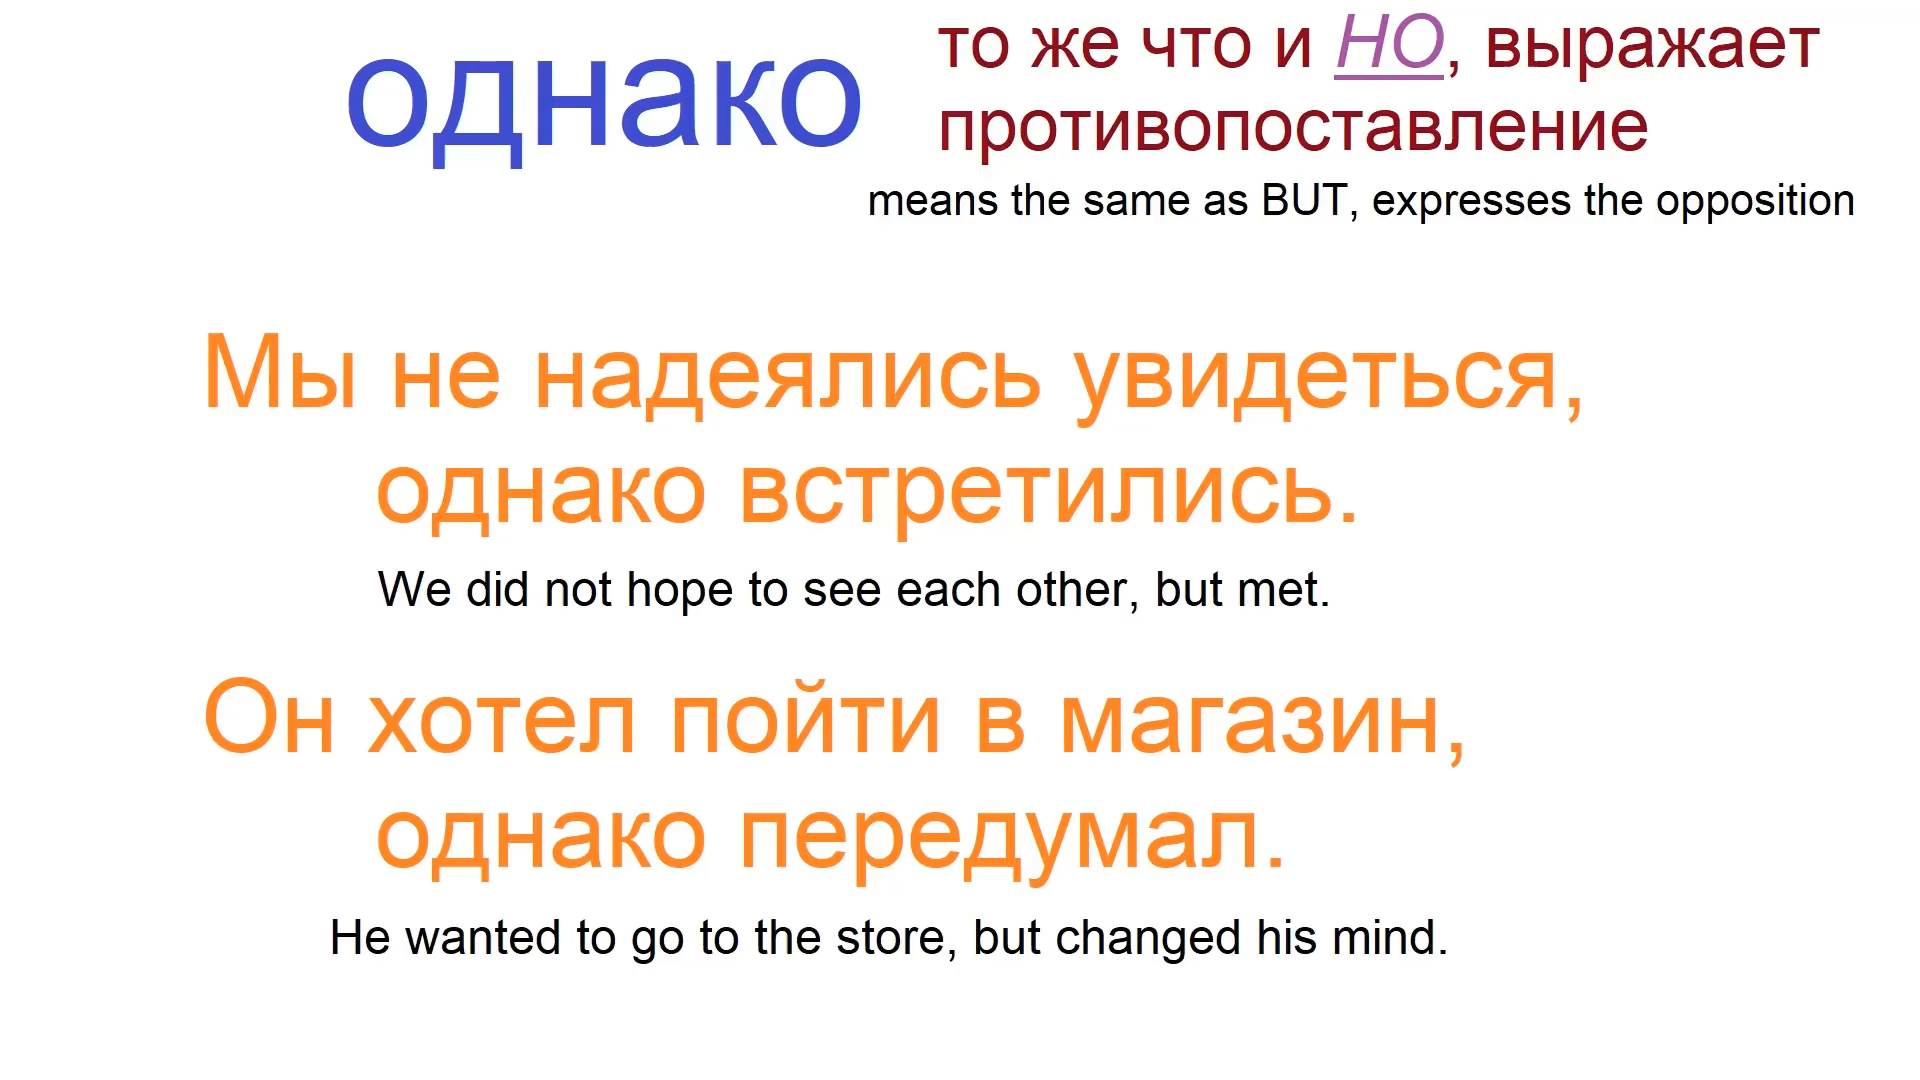 однако
то же что и НО, выражает
противопоставление
means the same as BUT, expresses the opposition
Мы не надеялись увидеться,
однако встретились.
We did not hope to see each other, but met.
Он хотел пойти в магазин,
однако передумал.
He wanted to go to the store, but changed his mind.